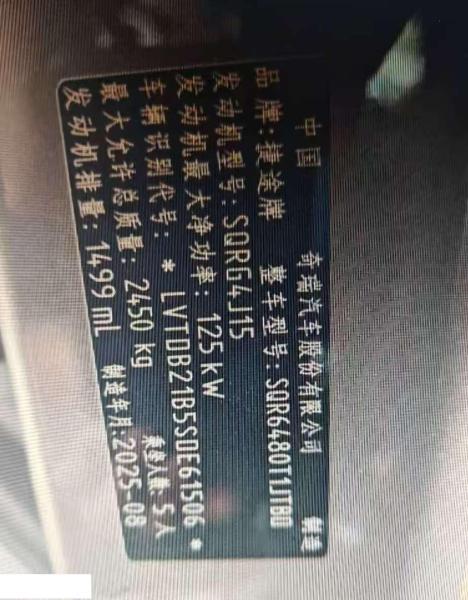 中国 奇瑞汽车股份有限公司 制造
品牌:捷途牌 整车型号:SQR6480T1JTBD
发动机型号:SQRG4J15
发动机最大净功率:125kW
车辆识别代号:*LVTDB21B5SDE61506*
最大允许总质量:2450 kg 乘坐人数:5人
发动机排量:1499 ml 制造年月:2025-08